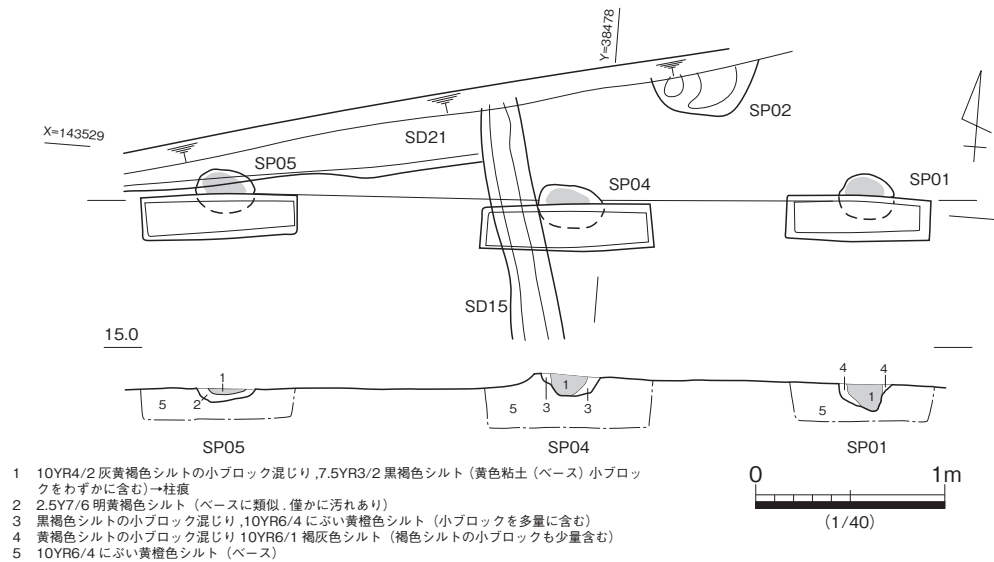 Y=38478
SP02
X=143529
SD21
SP05
SP04
SP01
SD15
15.0
1
5
2
1
5
3
3
4
4
1
5
SP05
SP04
SP01
1 10YR4/2 灰黄褐色シルトの小ブロック混じり,7.5YR3/2 黒褐色シルト(黄色粘土(ベース)小ブロッ
クをわずかに含む)→柱痕
2 2.5Y7/6 明黄褐色シルト(ベースに類似.僅かに汚れあり)
3 黒褐色シルトの小ブロック混じり,10YR6/4 にぶい黄橙色シルト(小ブロックを多量に含む)
4 黄褐色シルトの小ブロック混じり 10YR6/1 褐灰色シルト(褐色シルトの小ブロックも少量含む)
5 10YR6/4 にぶい黄橙色シルト(ベース)
0 1m
(1/40)